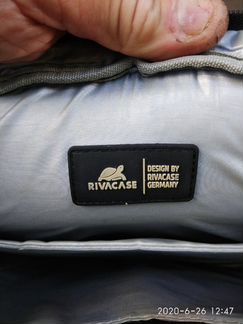 RIVACASE
DESIGN BY
RIVACASE
GERMANY
2020-6-26 12:47